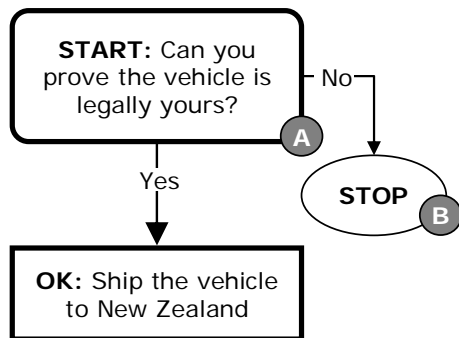 START: Can you
prove the vehicle is
legally yours?
No
A
Yes
STOP
B
OK: Ship the vehicle
to New Zealand